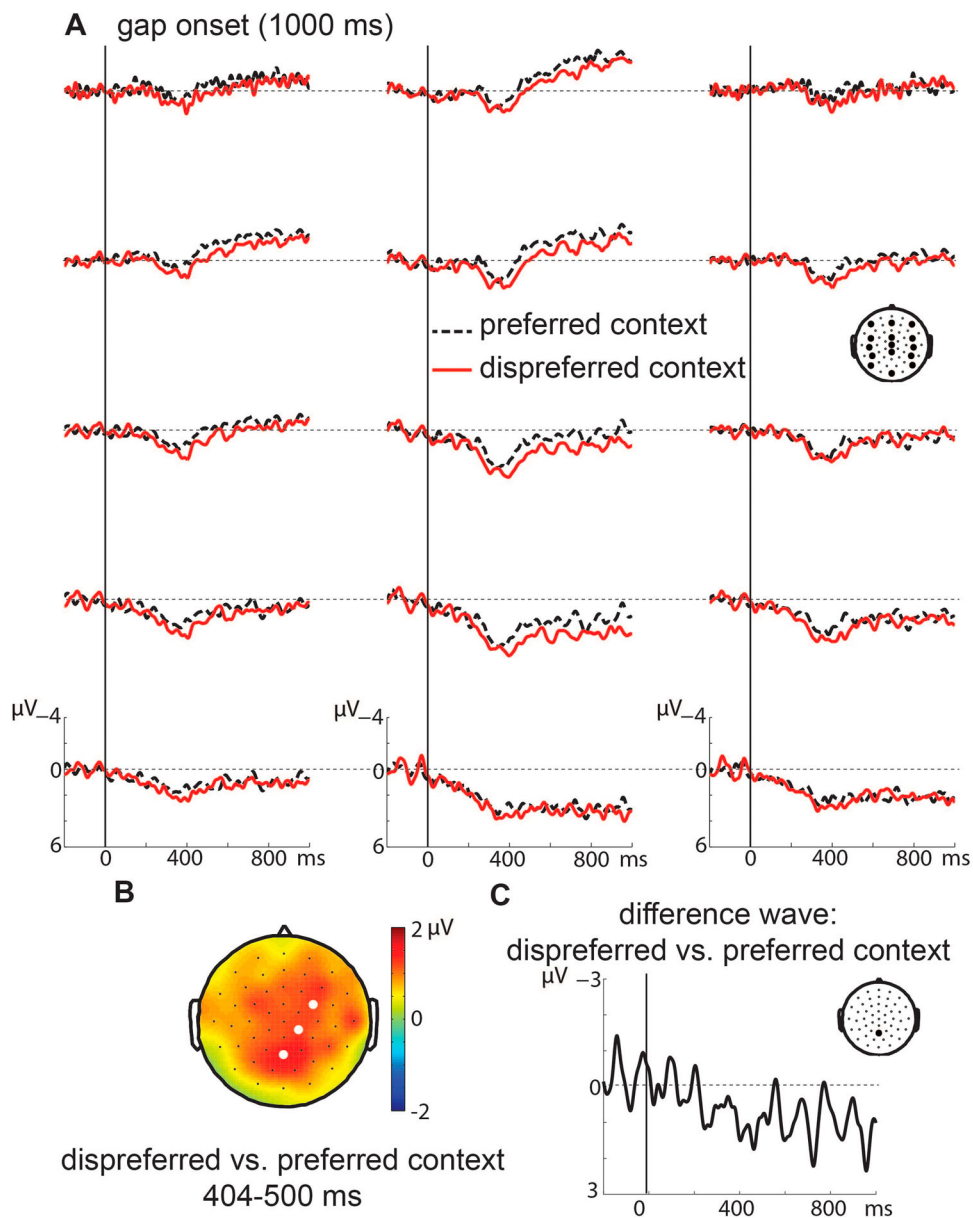 A gap onset (1000 ms)
preferred context
dispreferred context
µV –4 µV –4 µV –4
0 0 0
6 6 6
0 400 800 ms 0 400 800 ms 0 400 800 ms
B
2 µV
0
-2
dispreferred vs. preferred context
404-500 ms
C
difference wave:
dispreferred vs. preferred context
µV –3
0
3
0 400 800 ms